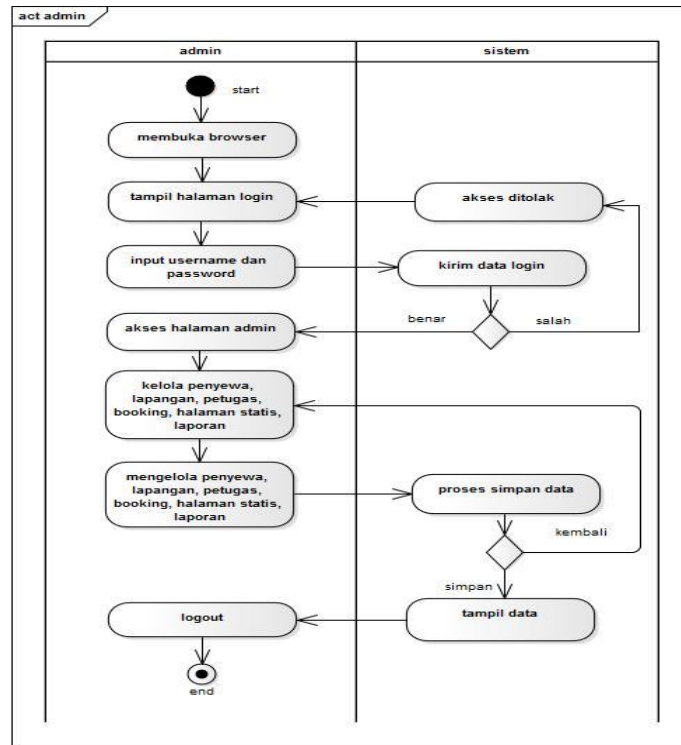 act admin
admin
sistem
start
membuka browser
tampil halaman login
akses ditolak
input username dan
password
kirim data login
benar
salah
akses halaman admin
kelola penyewa,
lapangan, petugas,
booking, halaman statis,
laporan
mengelola penyewa,
lapangan, petugas,
booking, halaman statis,
laporan
proses simpan data
kembali
simpan
tampil data
logout
end